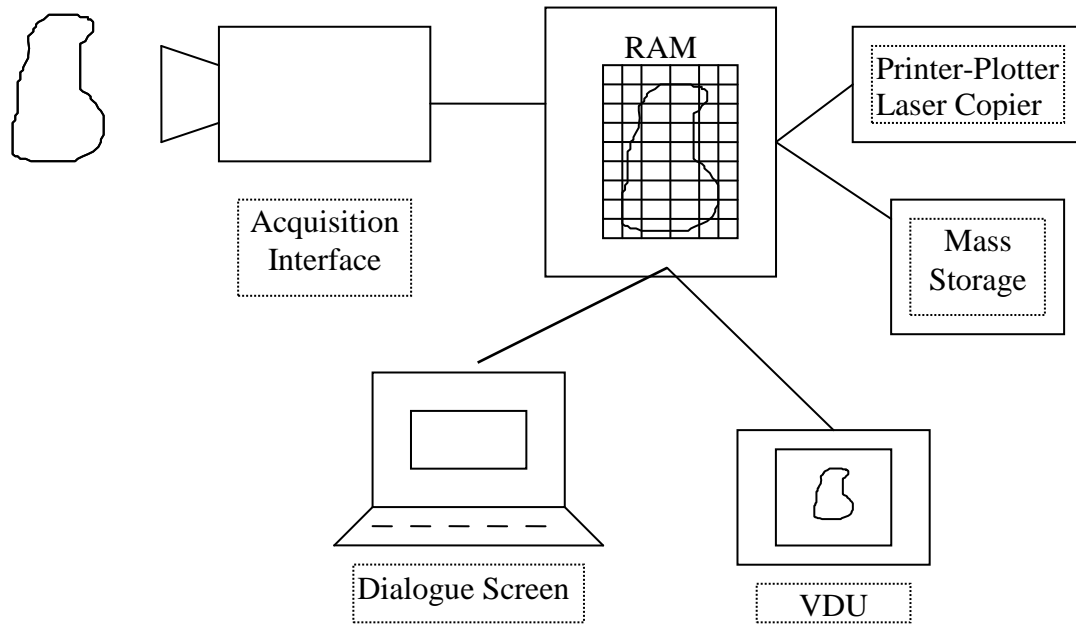 RAM
Printer-Plotter
Laser Copier
Acquisition
Interface
Mass
Storage
Dialogue Screen
VDU